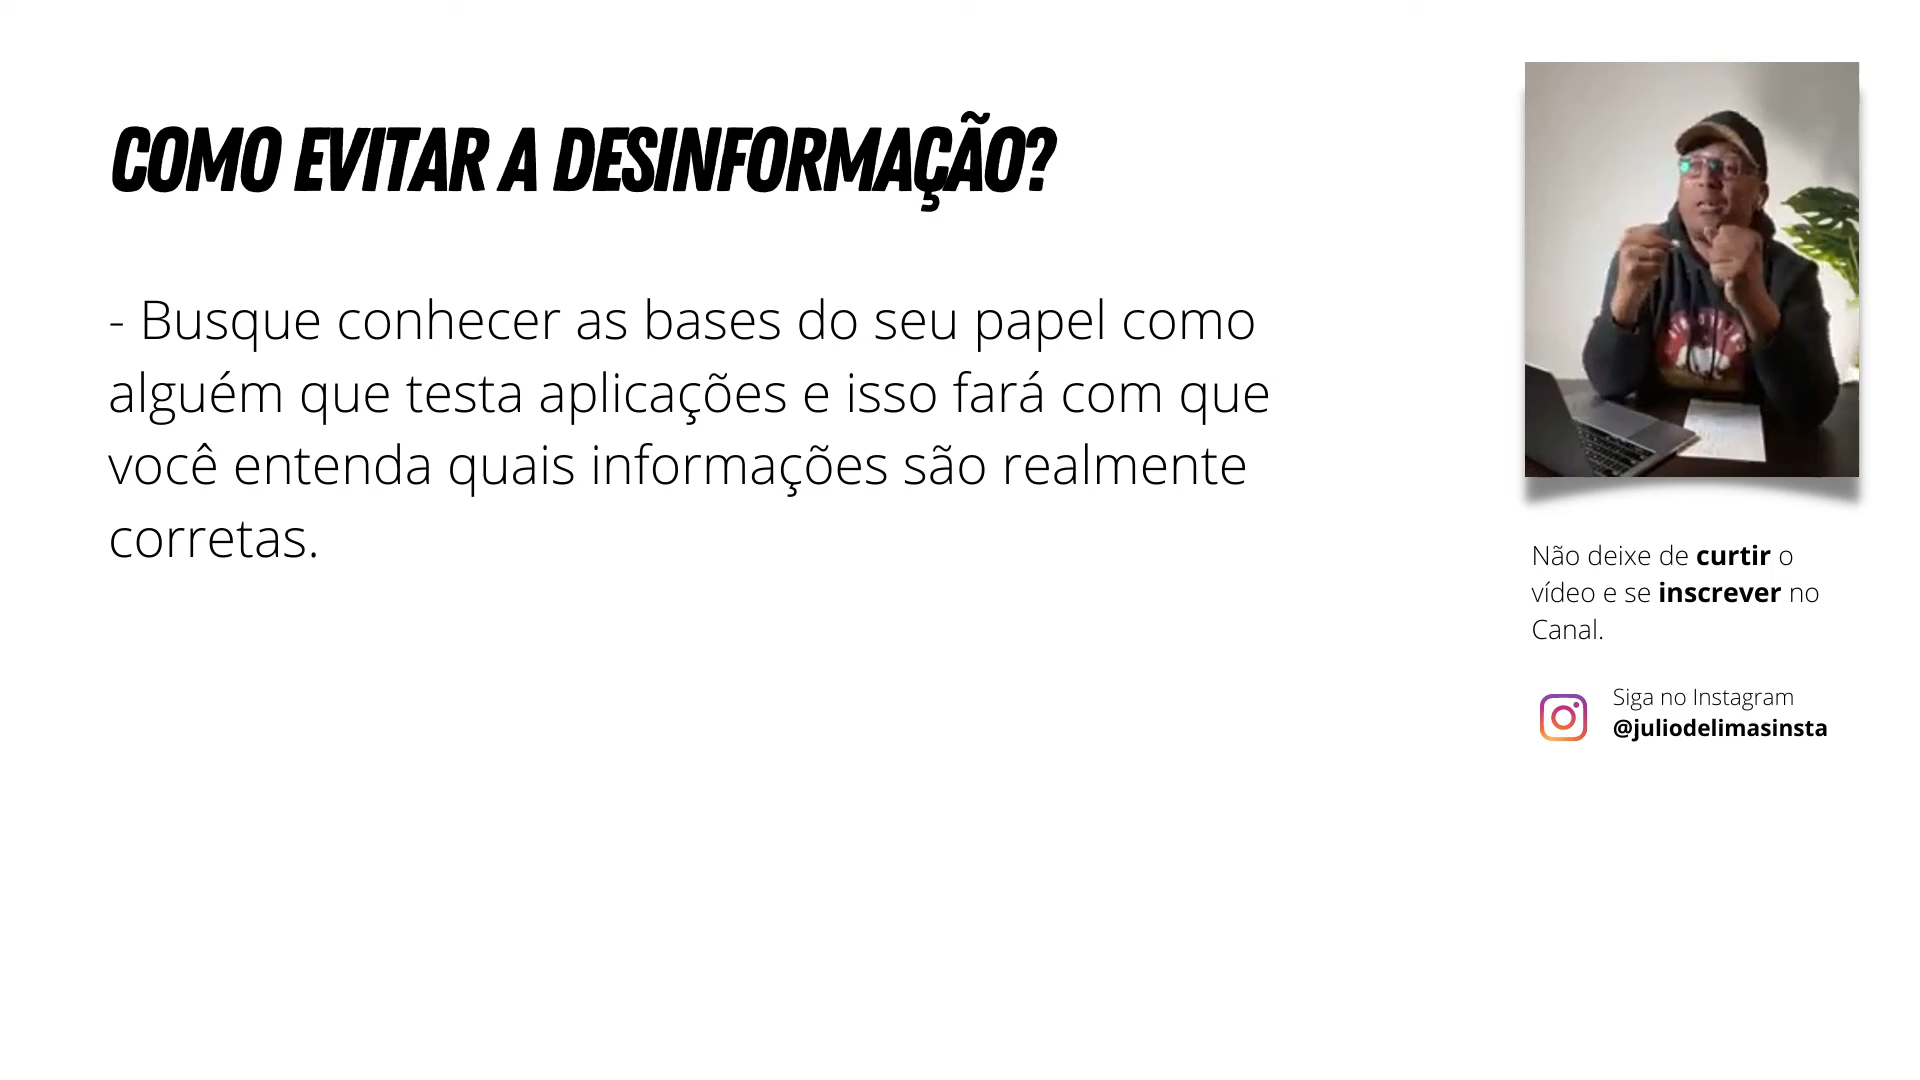 COMO EVITAR A DESINFORMAÇÃO?
- Busque conhecer as bases do seu papel como
alguém que testa aplicações e isso fará com que
você entenda quais informações são realmente
corretas.
Não deixe de curtir o
vídeo e se inscrever no
Canal.
Siga no Instagram
@juliodelimasinsta